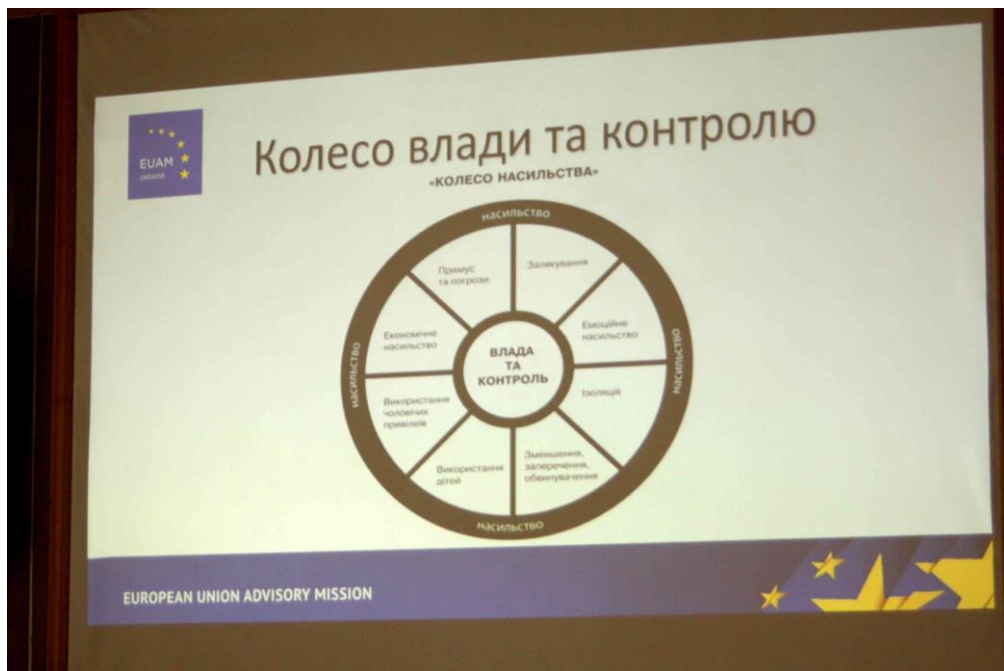 EUAM
UKRAINE
Колесо влади та контролю
«КОЛЕСО НАСИЛЬСТВА»
насильство
Примус
та погрози
Залякування
Економічне
насильство
Емоційне
насильство
насильство
насильство
ВЛАДА
ТА
КОНТРОЛЬ
Використання
чоловічих
привілеїв
Ізоляція
Використання
дітей
Зменшення,
заперечення,
обвинувачення
насильство
EUROPEAN UNION ADVISORY MISSION